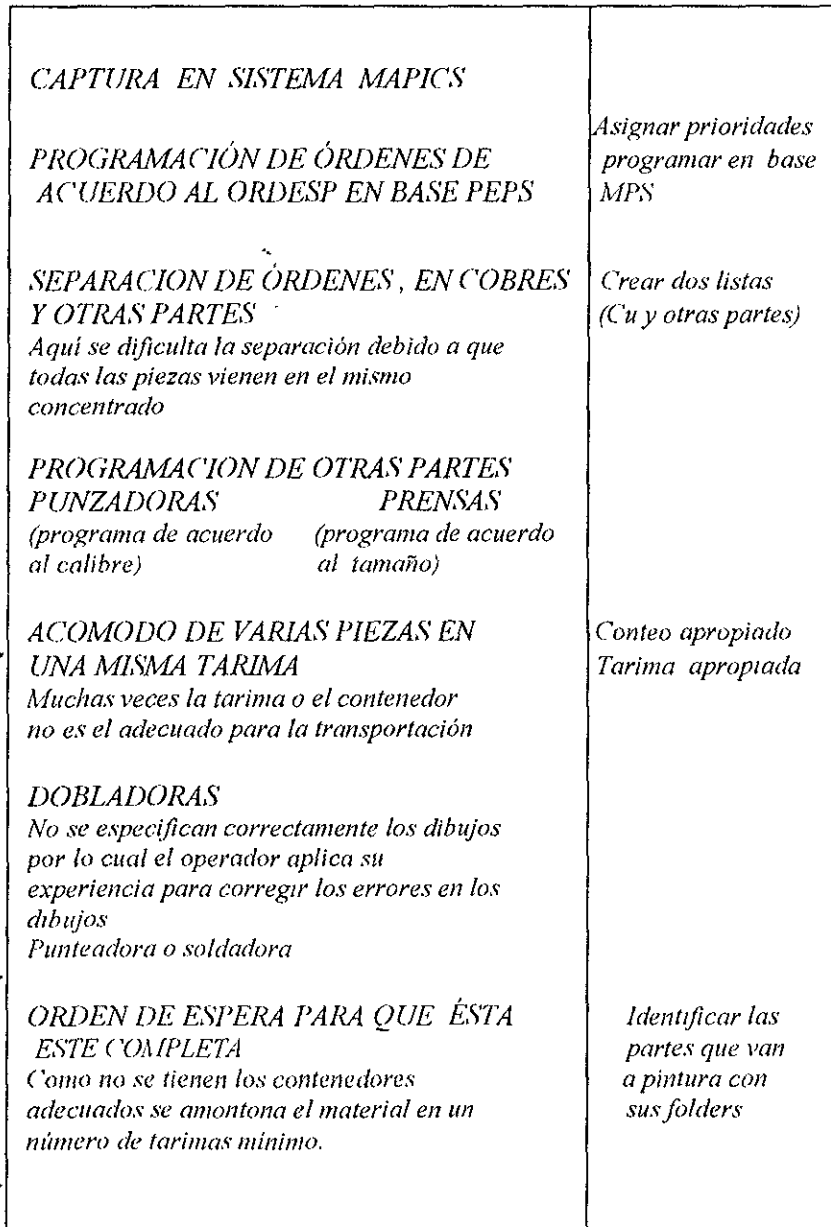 CAPTURA EN SISTEMA MAPICS
PROGRAMACIÓN DE ÓRDENES DE
ACUERDO AL ORDESP EN BASE PEPS
Asignar prioridades
programar en base
MPS
SEPARACION DE ÓRDENES, EN COBRES
Y OTRAS PARTES
Aquí se dificulta la separación debido a que
todas las piezas vienen en el mismo
concentrado
Crear dos listas
(Cu y otras partes)
PROGRAMACION DE OTRAS PARTES
PUNZADORAS PRENSAS
(programa de acuerdo (programa de acuerdo
al calibre) al tamaño)
ACOMODO DE VARIAS PIEZAS EN
UNA MISMA TARIMA
Muchas veces la tarima o el contenedor
no es el adecuado para la transportación
Conteo apropiado
Tarima apropiada
DOBLADORAS
No se especifican correctamente los dibujos
por lo cual el operador aplica su
experiencia para corregir los errores en los
dibujos
Punteadora o soldadora
ORDEN DE ESPERA PARA QUE ÉSTA
ESTE COMPLETA
Como no se tienen los contenedores
adecuados se amontona el material en un
número de tarimas mínimo.
Identificar las
partes que van
a pintura con
sus folders